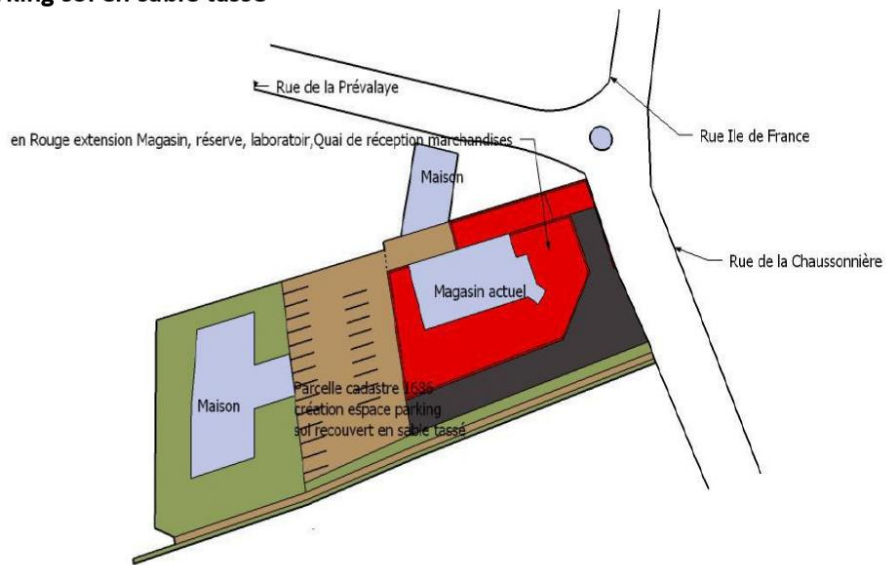 rking sol en sable tassé
Rue de la Prévalaye
en Rouge extension Magasin, réserve, laboratoir,Quai de réception marchandises
Rue Ile de France
Maison
Rue de la Chaussonnière
Magasin actuel
Maison
Parcelle cadastre 1686
création espace parking
sol recouvert en sable tassé